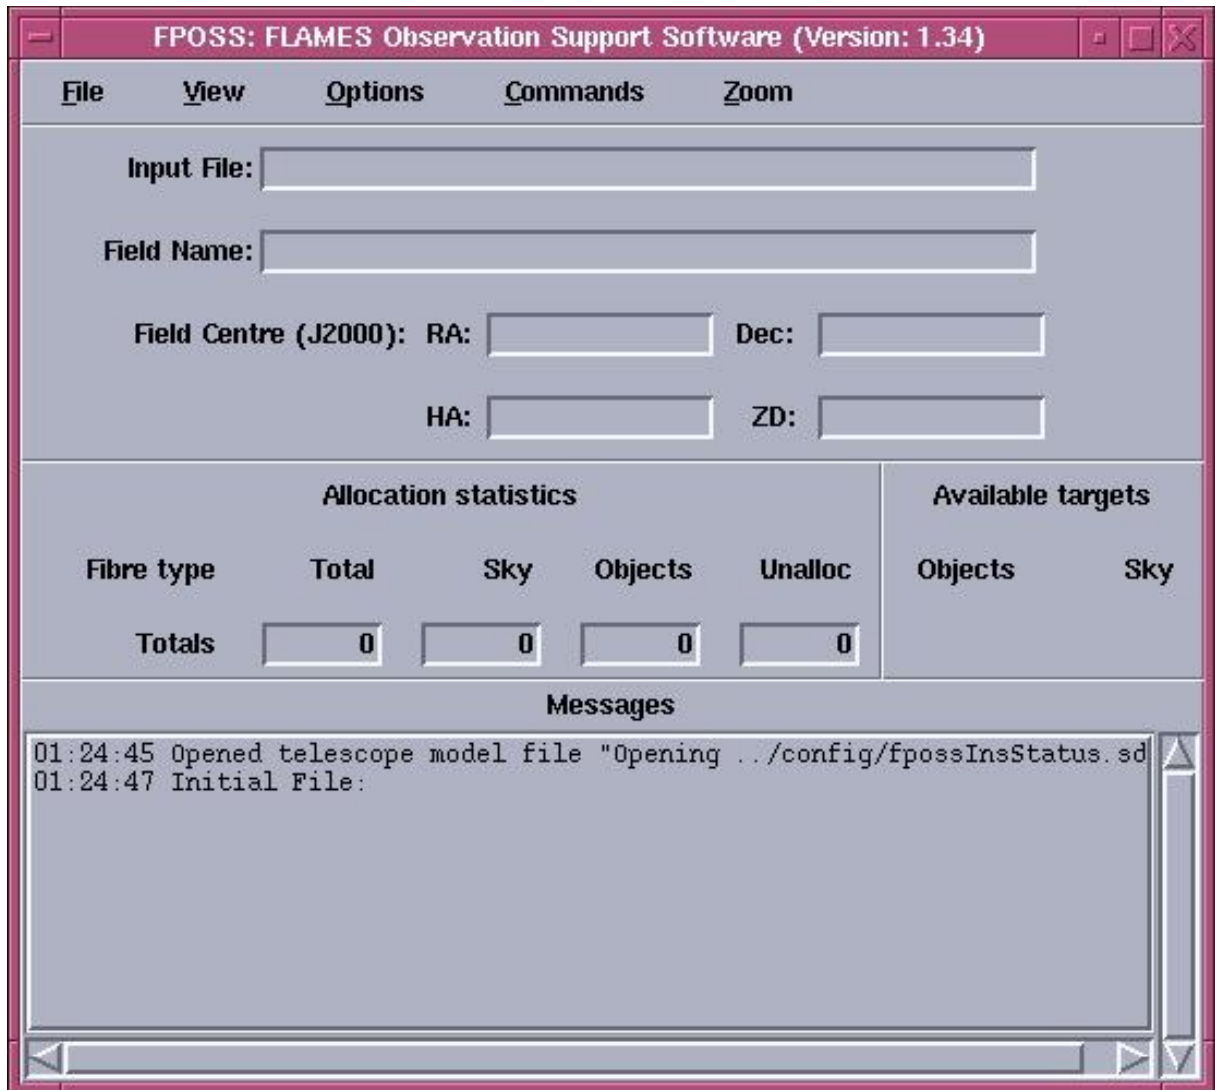 FPOSS: FLAMES Observation Support Software (Version: 1.34)
File View Options Commands Zoom
Input File:
Field Name:
Field Centre (J2000): RA: Dec:
HA: ZD:
Allocation statistics Available targets
Fibre type Total Sky Objects Unalloc Objects Sky
Totals 0 0 0 0
Messages
01:24:45 Opened telescope model file "Opening ../config/fpossInsStatus.sd
01:24:47 Initial File: